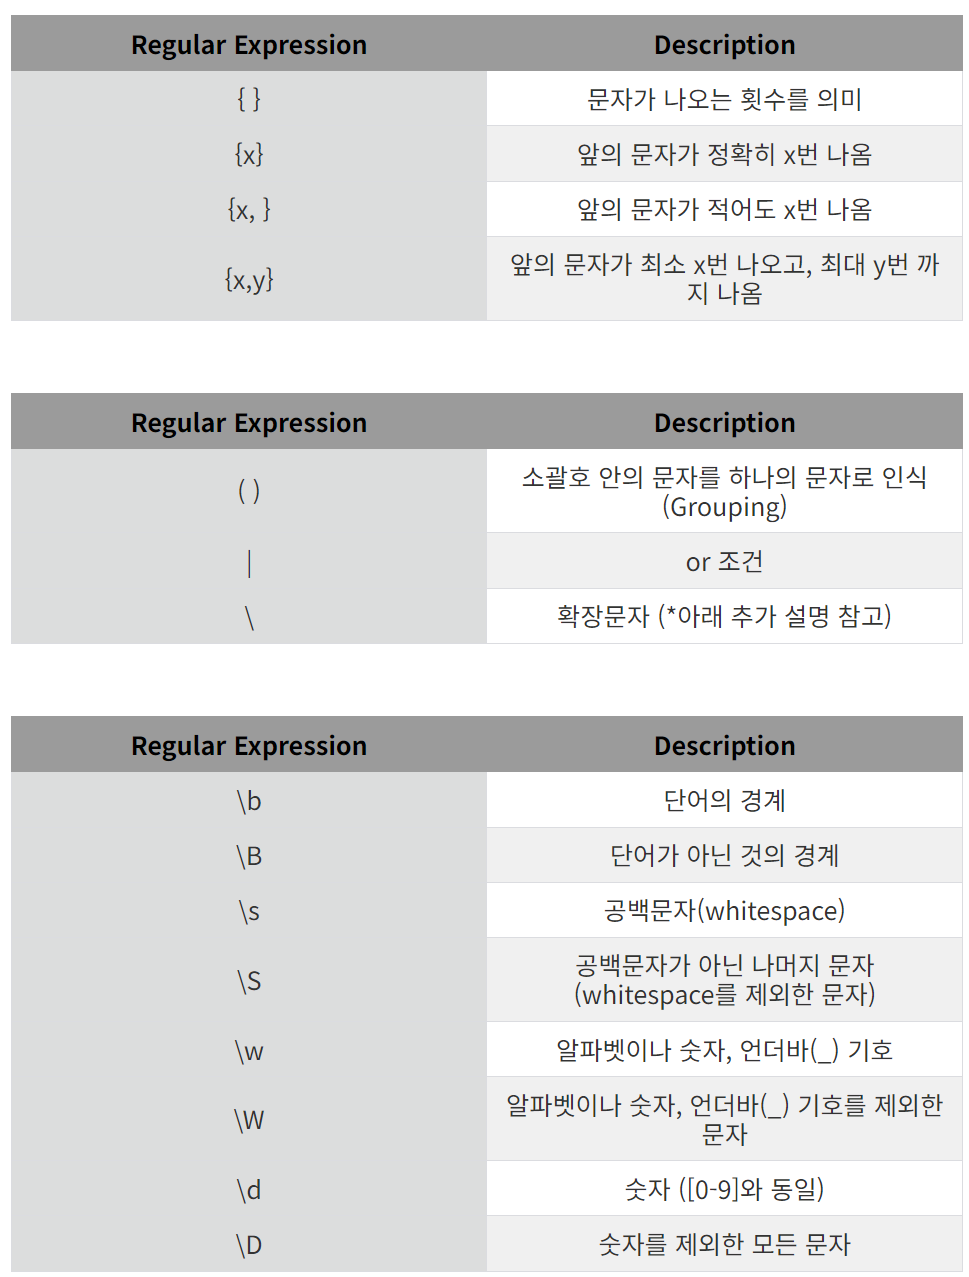 Regular Expression Description
{ } 문자가 나오는 횟수를 의미
{x} 앞의 문자가 정확히 x번 나옴
{x, } 앞의 문자가 적어도 x번 나옴
{x,y} 앞의 문자가 최소 x번 나오고, 최대 y번 까
지 나옴
Regular Expression Description
( ) 소괄호 안의 문자를 하나의 문자로 인식
(Grouping)
| or 조건
\ 확장문자 (*아래 추가 설명 참고)
Regular Expression Description
\b 단어의 경계
\B 단어가 아닌 것의 경계
\s 공백문자(whitespace)
\S 공백문자가 아닌 나머지 문자
(whitespace를 제외한 문자)
\w 알파벳이나 숫자, 언더바(_) 기호
\W 알파벳이나 숫자, 언더바(_) 기호를 제외한
문자
\d 숫자 ([0-9]와 동일)
\D 숫자를 제외한 모든 문자